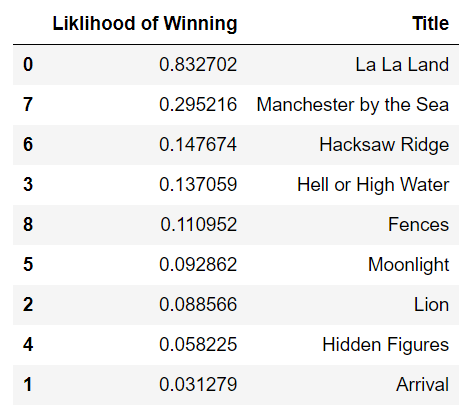 Liklihood of Winning Title
0 0.832702 La La Land
7 0.295216 Manchester by the Sea
6 0.147674 Hacksaw Ridge
3 0.137059 Hell or High Water
8 0.110952 Fences
5 0.092862 Moonlight
2 0.088566 Lion
4 0.058225 Hidden Figures
1 0.031279 Arrival